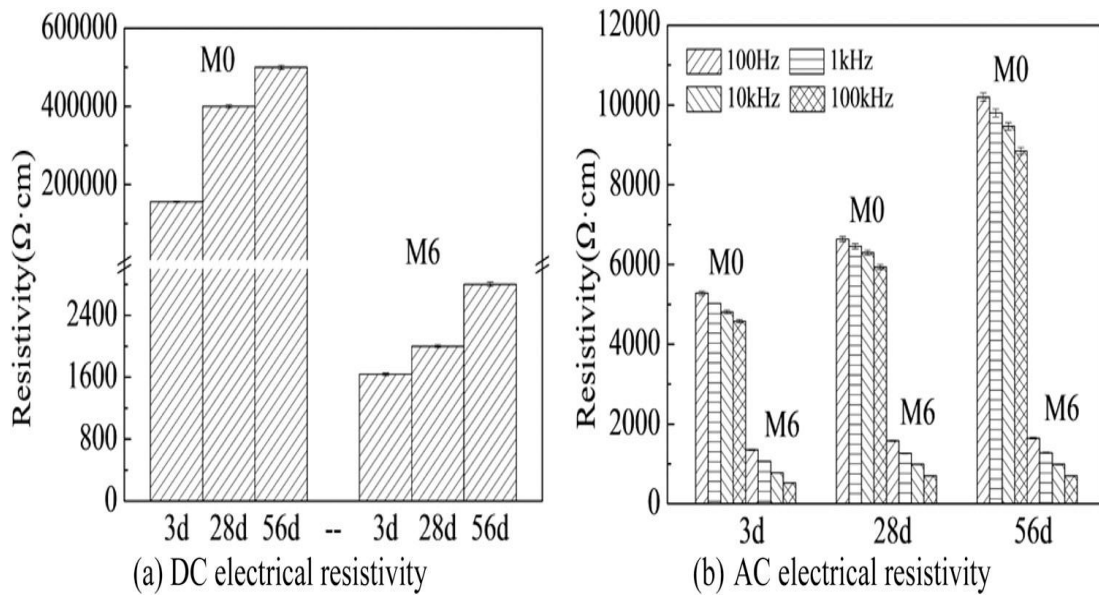 600000
400000
200000
2400
1600
800
0
Resistivity(Ω·cm)
M0
M6
3d 28d 56d -- 3d 28d 56d
(a) DC electrical resistivity
12000
10000
8000
6000
4000
2000
0
Resistivity(Ω·cm)
100Hz 1kHz
10kHz 100kHz
M0
M0
M0
M6
M6
M6
3d 28d 56d
(b) AC electrical resistivity